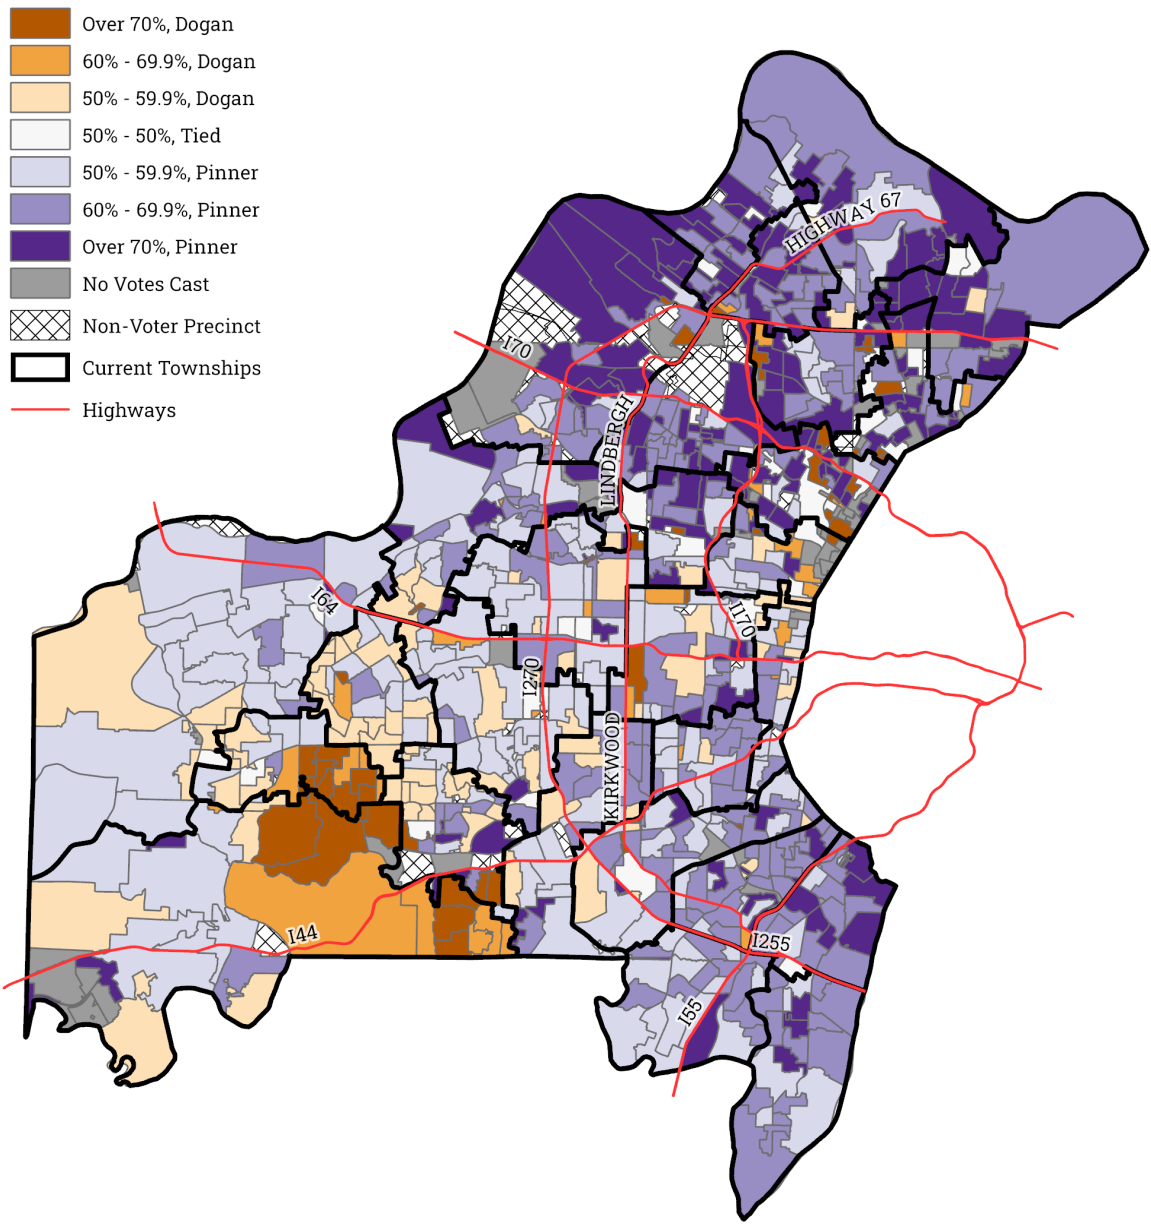 Over 70%, Dogan
60% - 69.9%, Dogan
50% - 59.9%, Dogan
50% - 50%, Tied
50% - 59.9%, Pinner
60% - 69.9%, Pinner
Over 70%, Pinner
No Votes Cast
Non-Voter Precinct
Current Townships
Highways
HIGHWAY 67
I70
LINDBERGH
I64
I170
I270
KIRKWOOD
I44
I255
I55